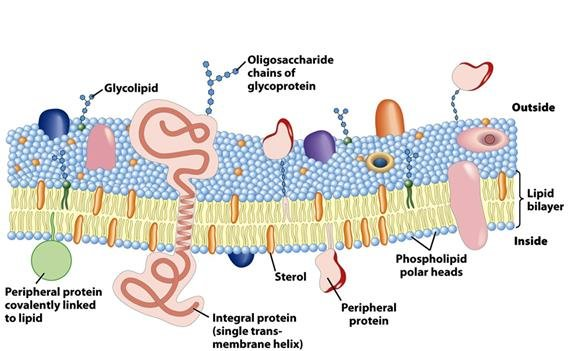 Oligosaccharide
chains of
glycoprotein
Glycolipid
Outside
Lipid
bilayer
Inside
Phospholipid
polar heads
Sterol
Peripheral protein
covalently linked
to lipid
Peripheral
protein
Integral protein
(single trans-
membrane helix)